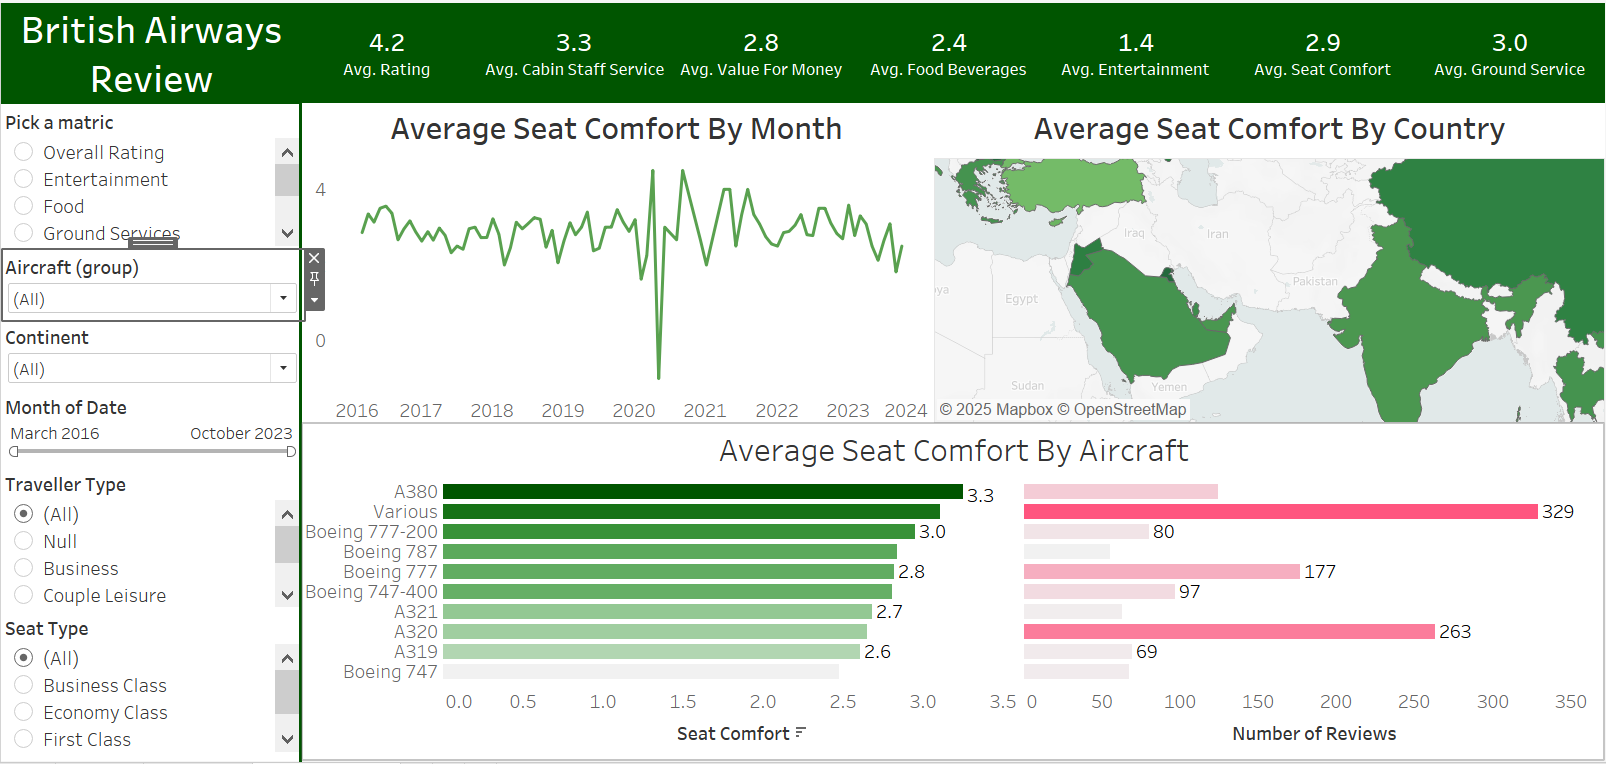 British Airways
Review
4.2
Avg. Rating
3.3
Avg. Cabin Staff Service
2.8
Avg. Value For Money
2.4
Avg. Food Beverages
1.4
Avg. Entertainment
2.9
Avg. Seat Comfort
3.0
Avg. Ground Service
Pick a matric
Overall Rating
Entertainment
Food
Ground Services
Aircraft (group)
(All)
Continent
(All)
Month of Date
March 2016 October 2023
Traveller Type
(All)
Null
Business
Couple Leisure
Seat Type
(All)
Business Class
Economy Class
First Class
Average Seat Comfort By Month
4
0
2016 2017 2018 2019 2020 2021 2022 2023 2024
Average Seat Comfort By Country
Iraq
Iran
Pakistan
ya
Egypt
Sudan
Yemen
© 2025 Mapbox © OpenStreetMap
Average Seat Comfort By Aircraft
A380 3.3
Various 329
Boeing 777-200 3.0 80
Boeing 787
Boeing 777 2.8 177
Boeing 747-400 97
A321 2.7
A320 263
A319 2.6 69
Boeing 747
0.0 0.5 1.0 1.5 2.0 2.5 3.0 3.5 0 50 100 150 200 250 300 350
Seat Comfort Number of Reviews